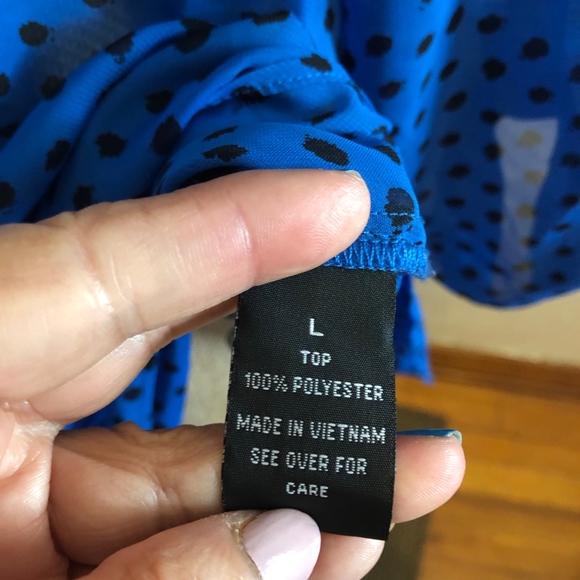 L
TOP
100% POLYESTER
MADE IN VIETNAM
SEE OVER FOR
CARE